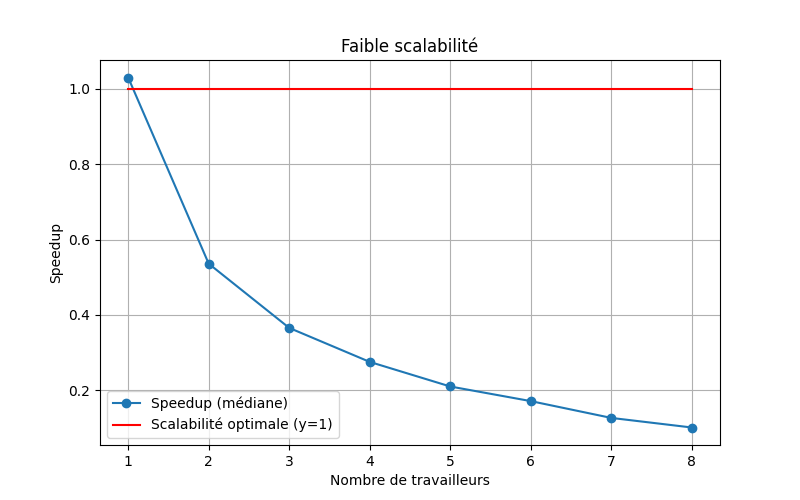 Faible scalabilité
1.0
0.8
0.6
0.4
0.2
Speedup
Speedup (médiane)
Scalabilité optimale (y=1)
1 2 3 4 5 6 7 8
Nombre de travailleurs